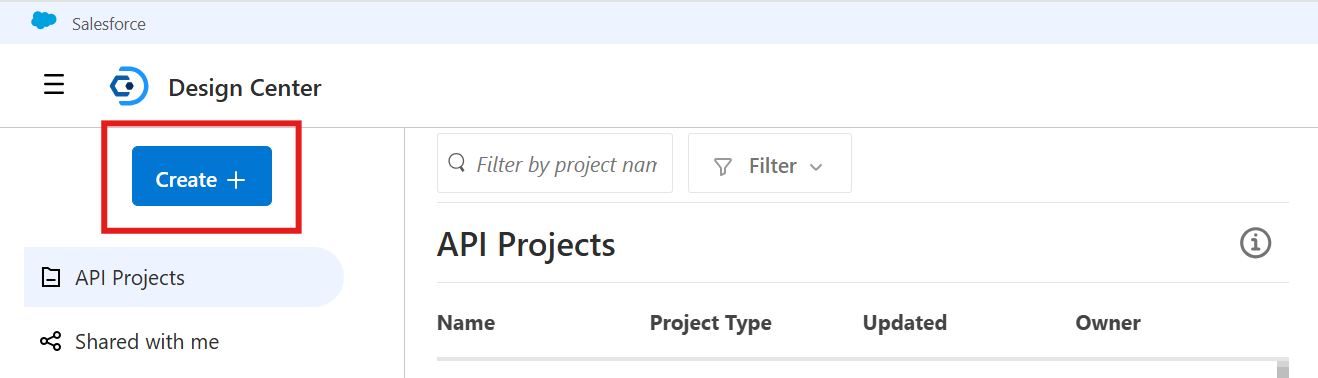 Salesforce
Design Center
Create
API Projects
Shared with me
Filter by project nam
Filter
API Projects
Name Project Type Updated Owner